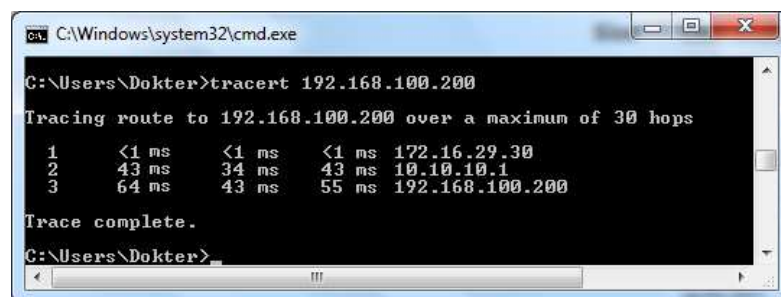 C:\Windows\system32\cmd.exe
C:\Users\Dokter>tracert 192.168.100.200
Tracing route to 192.168.100.200 over a maximum of 30 hops
1 <1 ms <1 ms <1 ms 172.16.29.30
2 43 ms 34 ms 43 ms 10.10.10.1
3 64 ms 43 ms 55 ms 192.168.100.200
Trace complete.
C:\Users\Dokter>_